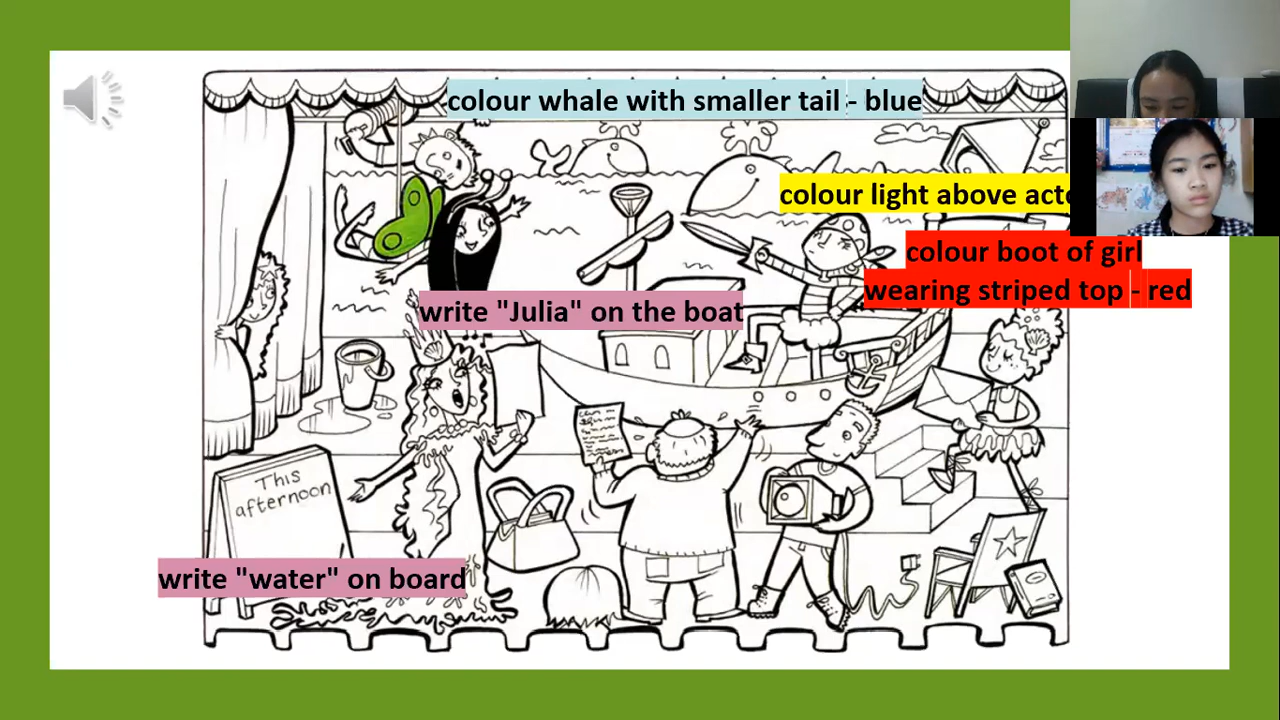 colour whale with smaller tail - blue
colour light above acto
colour boot of girl
wearing striped top - red
write "Julia" on the boat
This
afternoon
write "water" on board